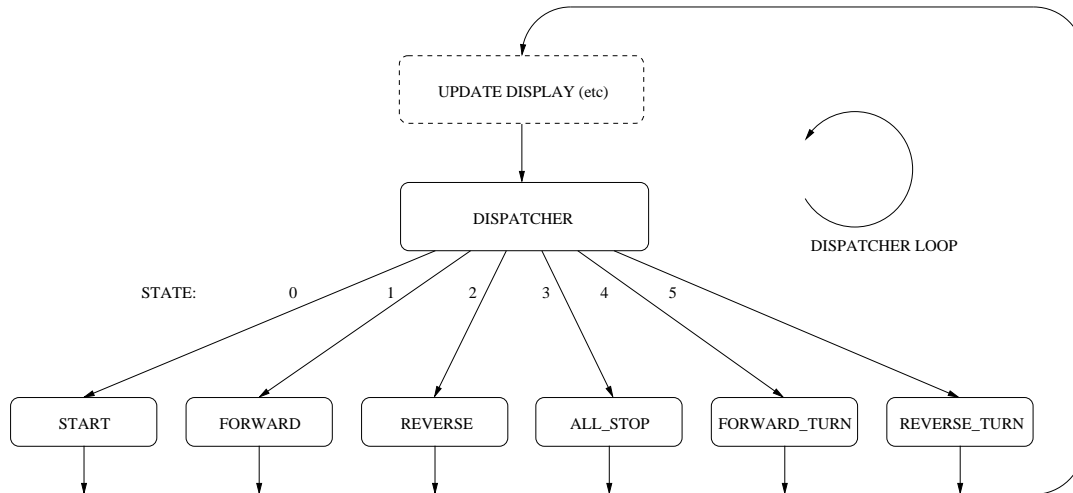 UPDATE DISPLAY (etc)
DISPATCHER
DISPATCHER LOOP
STATE: 0 1 2 3 4 5
START FORWARD REVERSE ALL_STOP FORWARD_TURN REVERSE_TURN